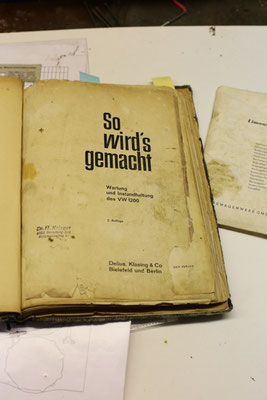 So
wird's
gemacht
Wartung
und Instandhaltung
des VW 1200
Delius, Klasing & Co
Bielefeld und Berlin